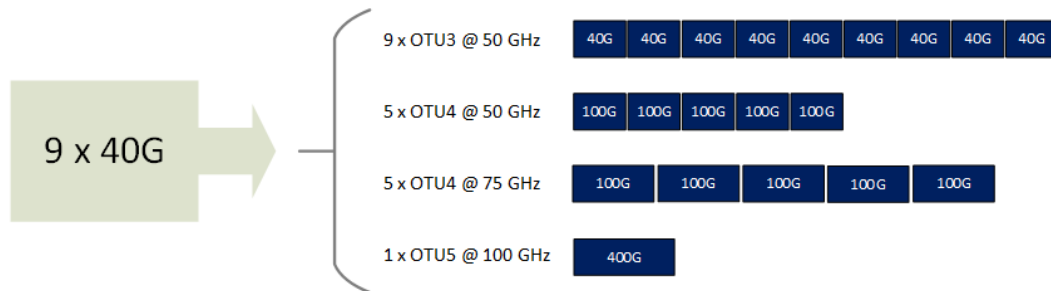 9 x 40G
9 x OTU3 @ 50 GHz
40G 40G 40G 40G 40G 40G 40G 40G 40G
5 x OTU4 @ 50 GHz
100G 100G 100G 100G 100G
5 x OTU4 @ 75 GHz
100G 100G 100G 100G 100G
1 x OTU5 @ 100 GHz
400G